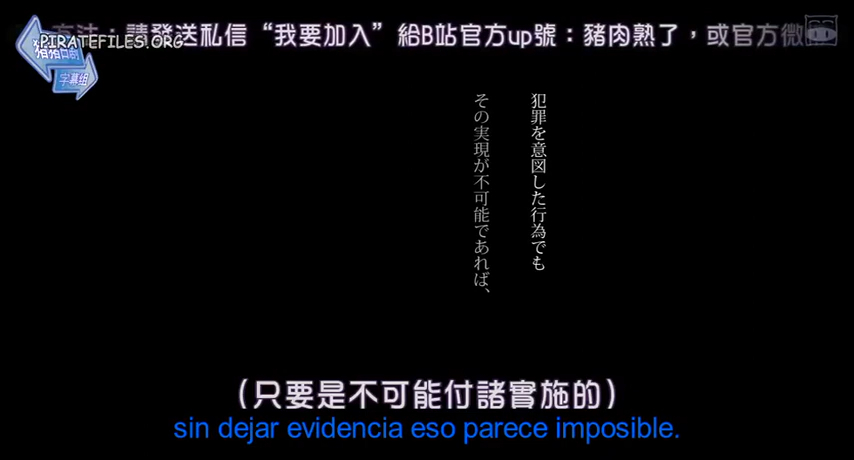 方法：請發送私信“我要加入”給B站官方up號：豬肉熟了，或官方微
PIRATEFILES.ORG
字幕组
犯罪を意図した行為でも
その実現が不可能であれば、
（只要是不可能付諸實施的）
sin dejar evidencia eso parece imposible.